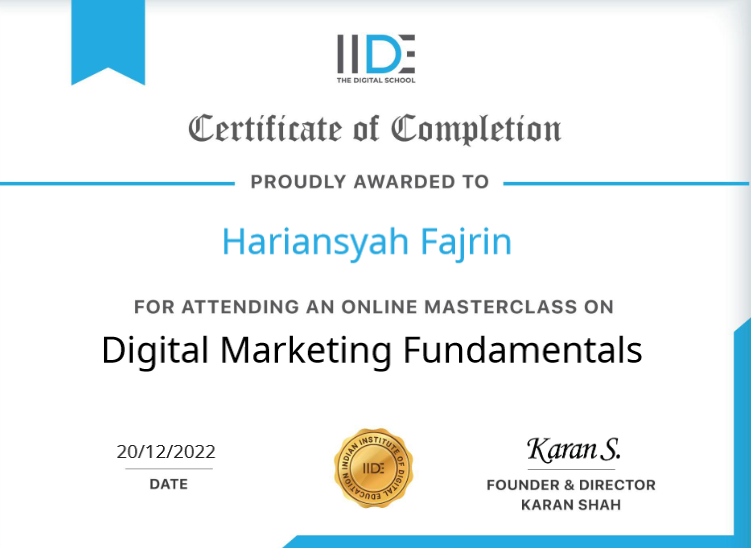 IIDE
THE DIGITAL SCHOOL
Certificate of Completion
PROUDLY AWARDED TO
Hariansyah Fajrin
FOR ATTENDING AN ONLINE MASTERCLASS ON
Digital Marketing Fundamentals
20/12/2022
DATE
INDIAN INSTITUTE OF DIGITAL EDUCATION
IIDE
Karan S.
FOUNDER & DIRECTOR
KARAN SHAH